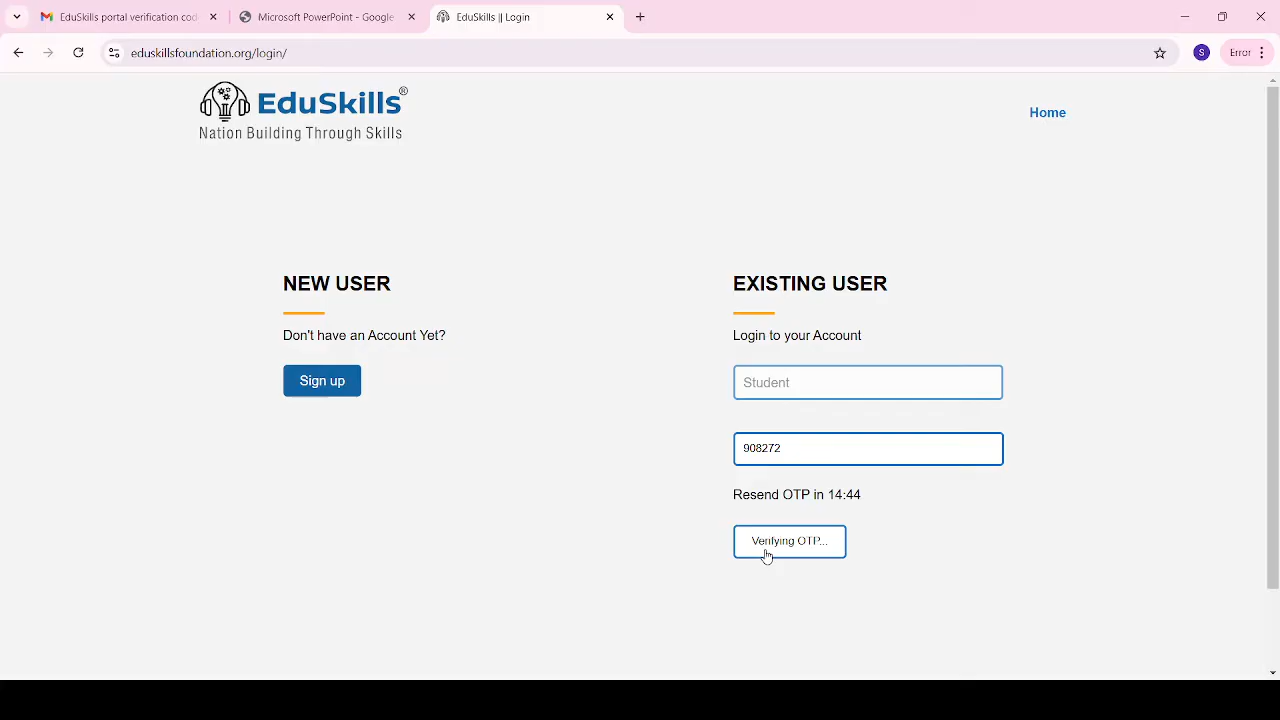 EduSkills portal verification cod
Microsoft PowerPoint - Google
EduSkills || Login
eduskillsfoundation.org/login/
S
Error
EduSkills®
Nation Building Through Skills
Home
NEW USER
Don't have an Account Yet?
Sign up
EXISTING USER
Login to your Account
Student
908272
Resend OTP in 14:44
Verifying OTP...